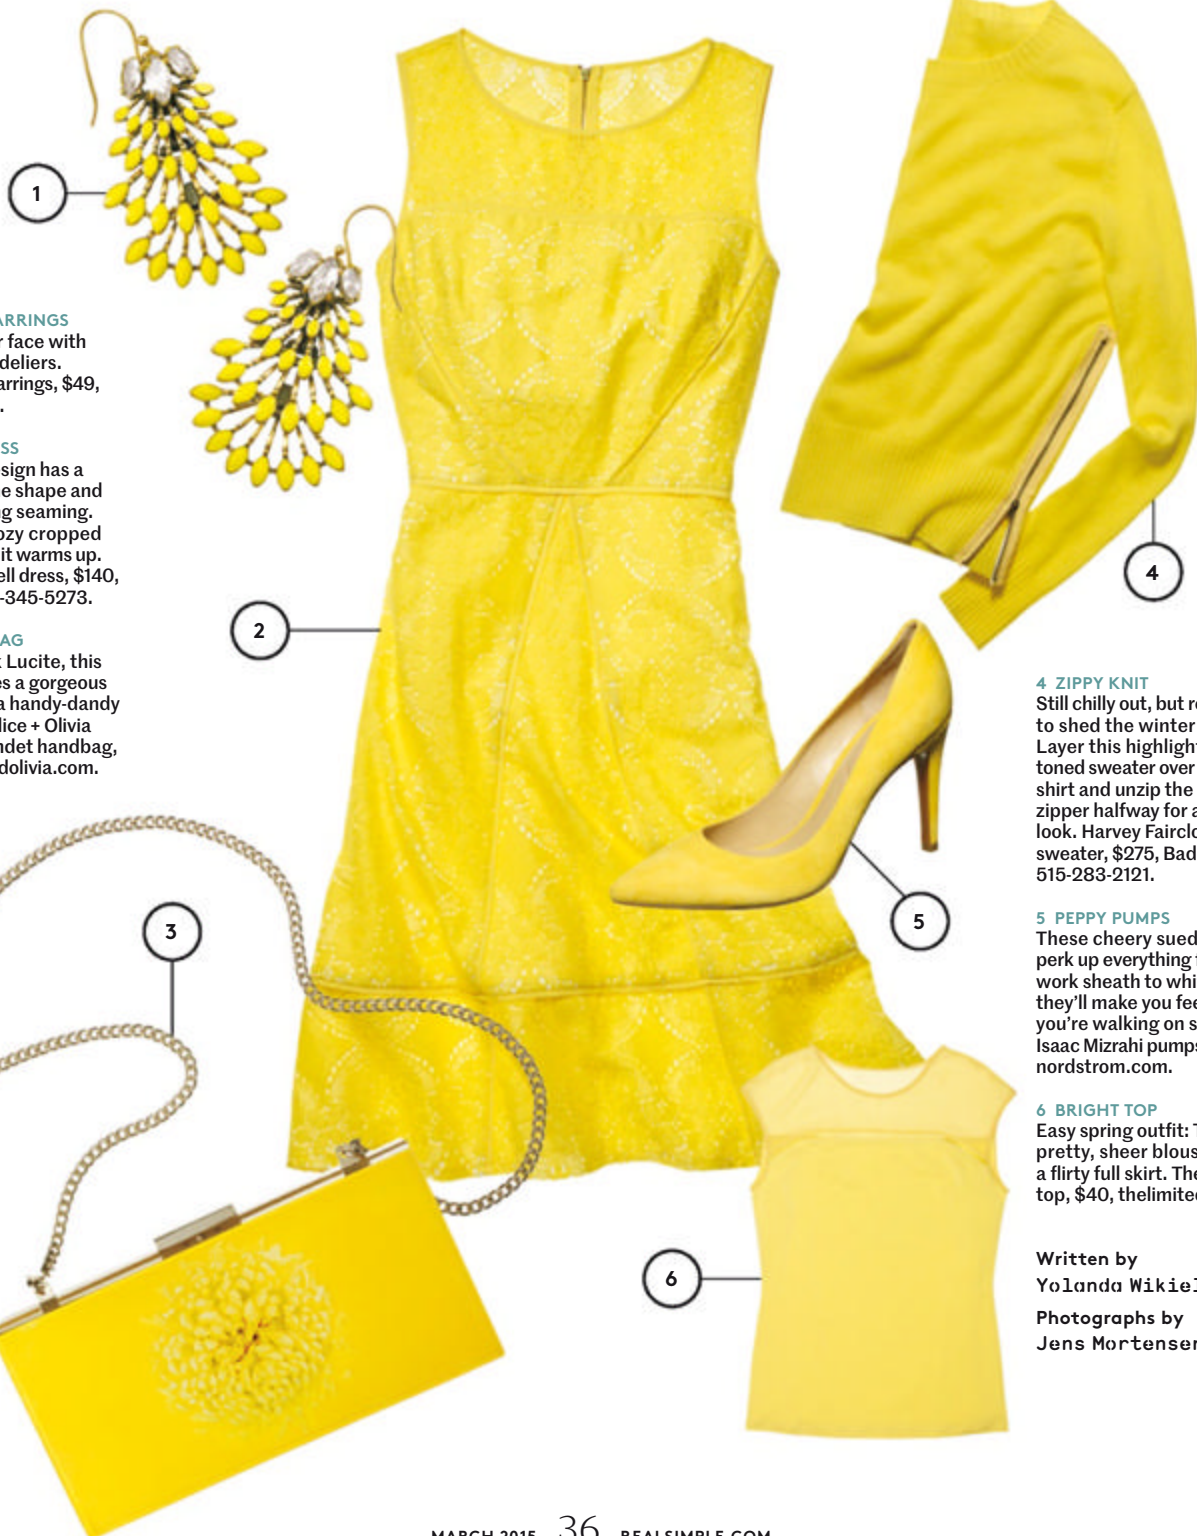 1
ARRINGS
r face with
deliers.
arrings, $49,
.
SS
sign has a
e shape and
g seaming.
ozy cropped
it warms up.
ell dress, $140,
-345-5273.
AG
Lucite, this
es a gorgeous
a handy-dandy
lice + Olivia
ndet handbag,
dolivia.com.
2
3
4
5
6
4 ZIPPY KNIT
Still chilly out, but r
to shed the winter
Layer this highligh
toned sweater over
shirt and unzip the
zipper halfway for a
look. Harvey Fairclo
sweater, $275, Bad
515-283-2121.
5 PEPPY PUMPS
These cheery sued
perk up everything
work sheath to whi
they’ll make you fee
you’re walking on s
Isaac Mizrahi pumps
nordstrom.com.
6 BRIGHT TOP
Easy spring outfit: T
pretty, sheer blous
a flirty full skirt. The
top, $40, thelimite
Written by
Yolanda Wikiel
Photographs by
Jens Mortensen
MARCH 2015 36 REALSIMPLE.COM